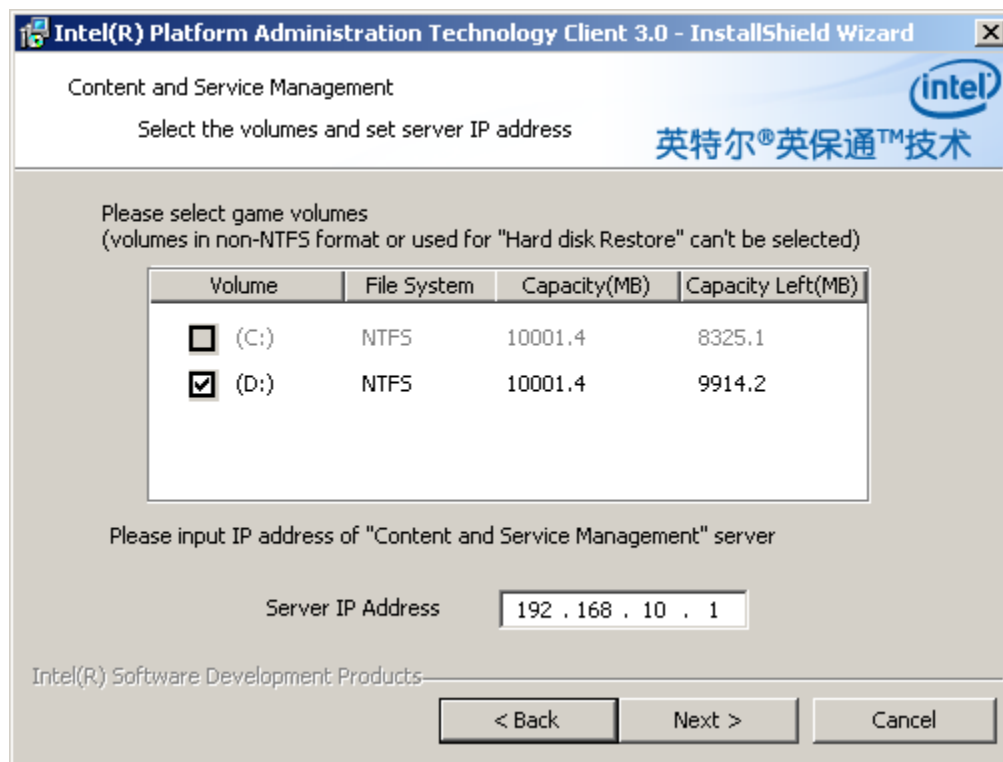 Intel(R) Platform Administration Technology Client 3.0 - InstallShield Wizard
Content and Service Management
Select the volumes and set server IP address
intel
英特尔®英保通™技术
Please select game volumes
(volumes in non-NTFS format or used for "Hard disk Restore" can't be selected)
Volume File System Capacity(MB) Capacity Left(MB)
(C:) NTFS 10001.4 8325.1
(D:) NTFS 10001.4 9914.2
Please input IP address of "Content and Service Management" server
Server IP Address 192 . 168 . 10 . 1
Intel(R) Software Development Products
< Back Next > Cancel